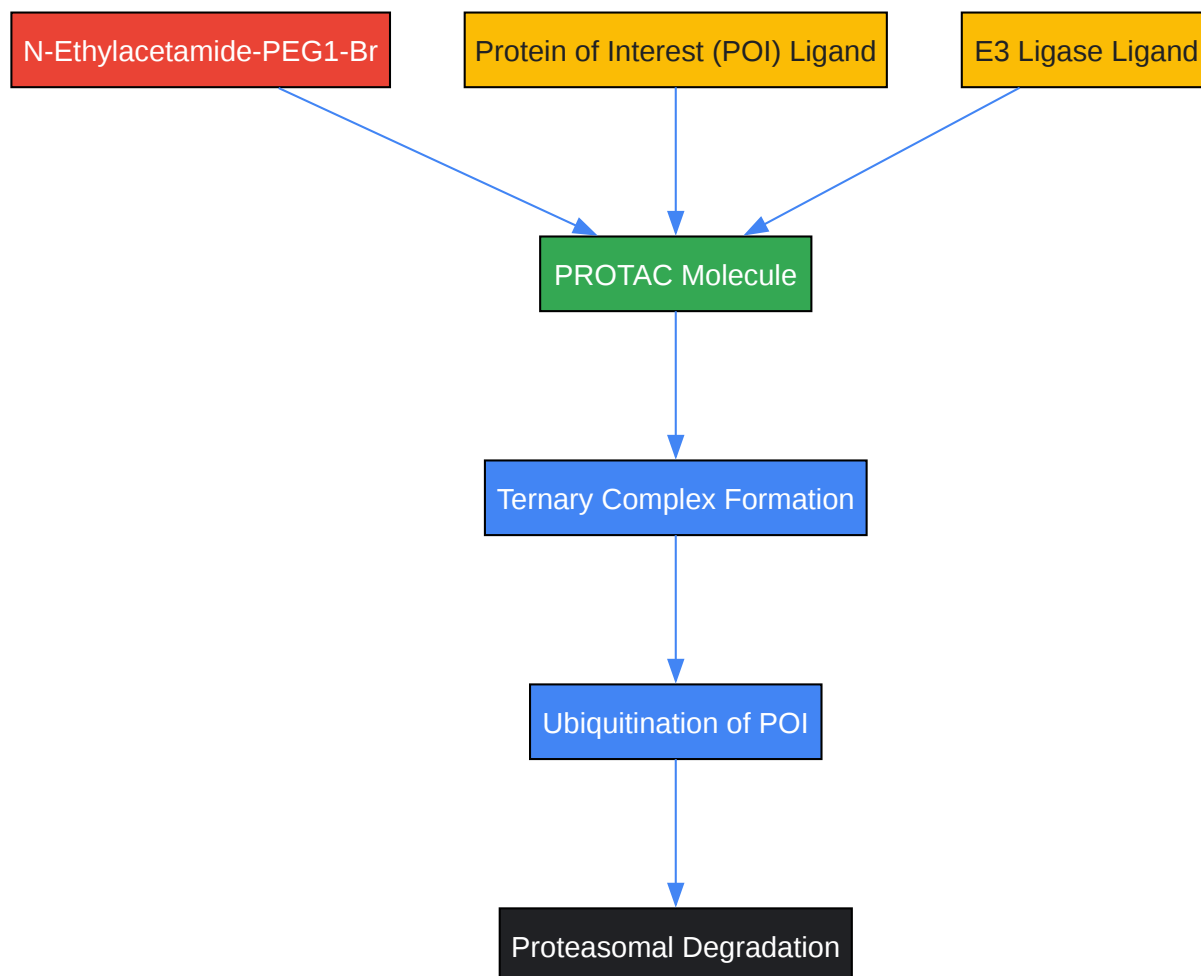 N-Ethylacetamide-PEG1-Br
Protein of Interest (POI) Ligand
E3 Ligase Ligand
PROTAC Molecule
Ternary Complex Formation
Ubiquitination of POI
Proteasomal Degradation